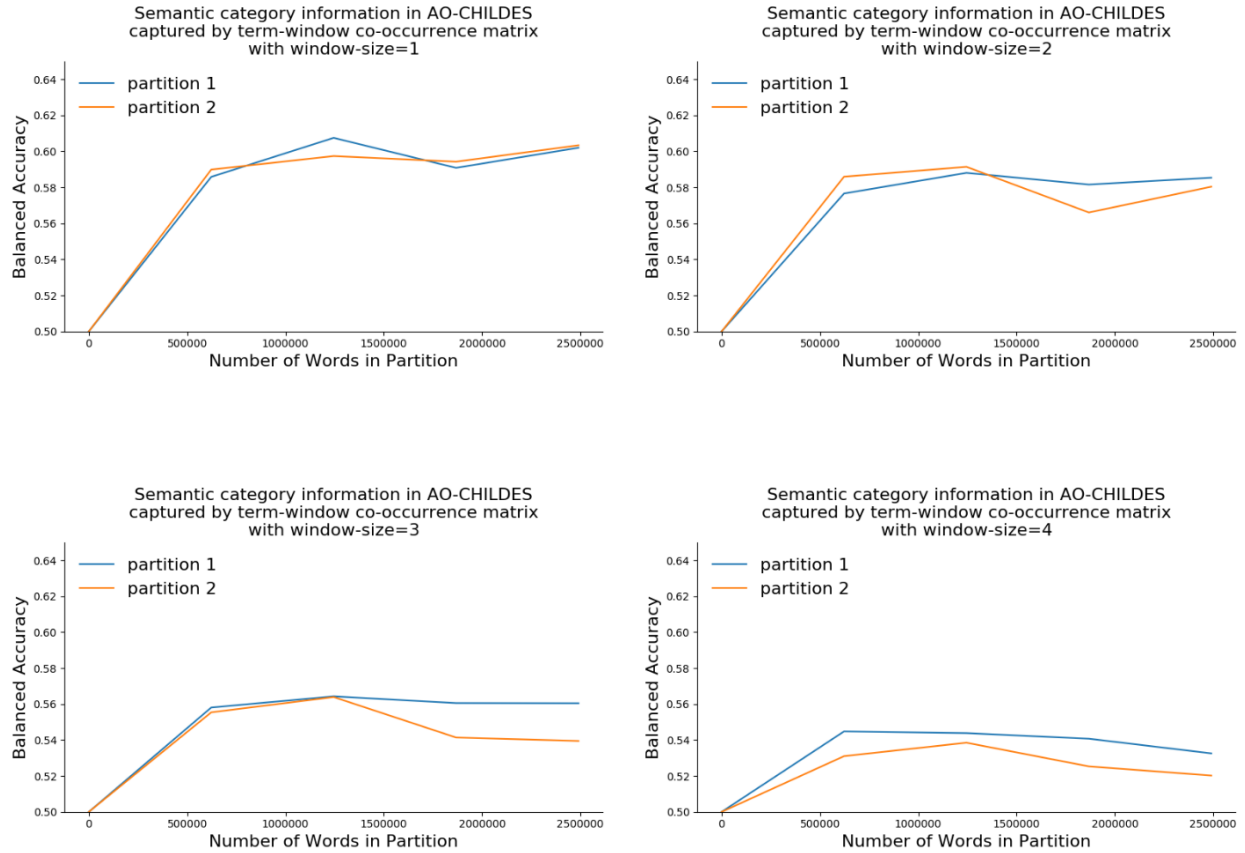 Semantic category information in AO-CHILDES
captured by term-window co-occurrence matrix
with window-size=1
partition 1
partition 2
0.64
0.62
0.60
0.58
0.56
0.54
0.52
0.50
Balanced Accuracy
0 500000 1000000 1500000 2000000 2500000
Number of Words in Partition
Semantic category information in AO-CHILDES
captured by term-window co-occurrence matrix
with window-size=2
partition 1
partition 2
0.64
0.62
0.60
0.58
0.56
0.54
0.52
0.50
Balanced Accuracy
0 500000 1000000 1500000 2000000 2500000
Number of Words in Partition
Semantic category information in AO-CHILDES
captured by term-window co-occurrence matrix
with window-size=3
partition 1
partition 2
0.64
0.62
0.60
0.58
0.56
0.54
0.52
0.50
Balanced Accuracy
0 500000 1000000 1500000 2000000 2500000
Number of Words in Partition
Semantic category information in AO-CHILDES
captured by term-window co-occurrence matrix
with window-size=4
partition 1
partition 2
0.64
0.62
0.60
0.58
0.56
0.54
0.52
0.50
Balanced Accuracy
0 500000 1000000 1500000 2000000 2500000
Number of Words in Partition